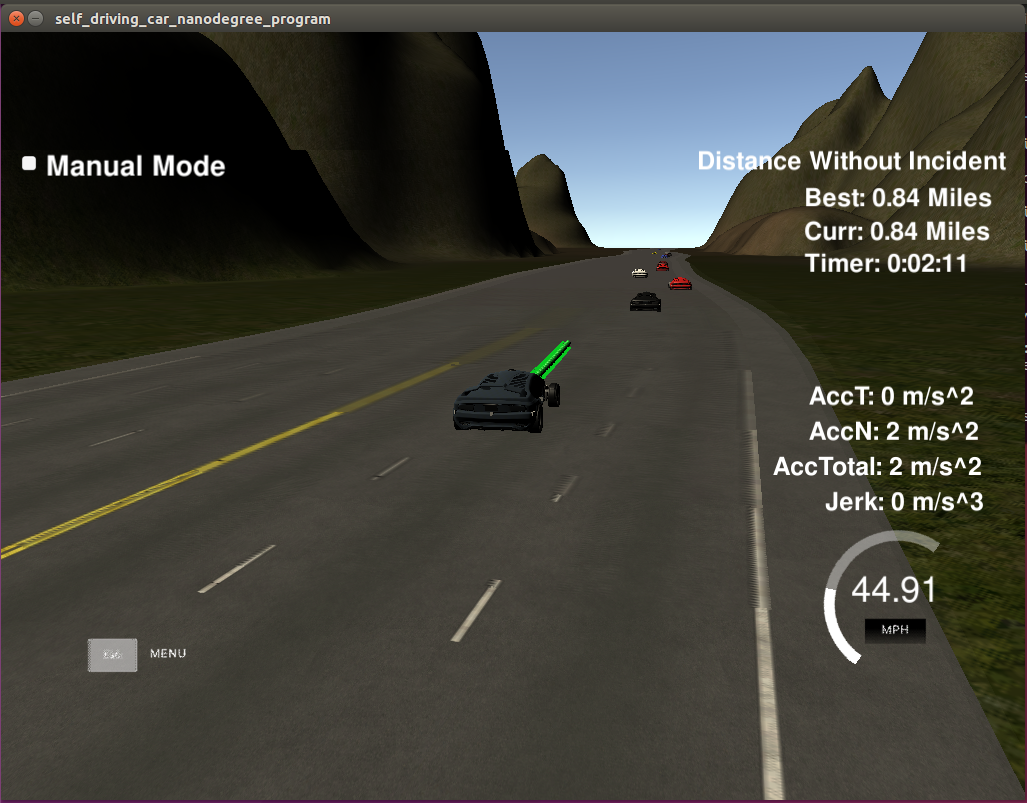 self_driving_car_nanodegree_program
Manual Mode
Distance Without Incident
Best: 0.84 Miles
Curr: 0.84 Miles
Timer: 0:02:11
AccT: 0 m/s^2
AccN: 2 m/s^2
AccTotal: 2 m/s^2
Jerk: 0 m/s^3
44.91
MPH
MENU